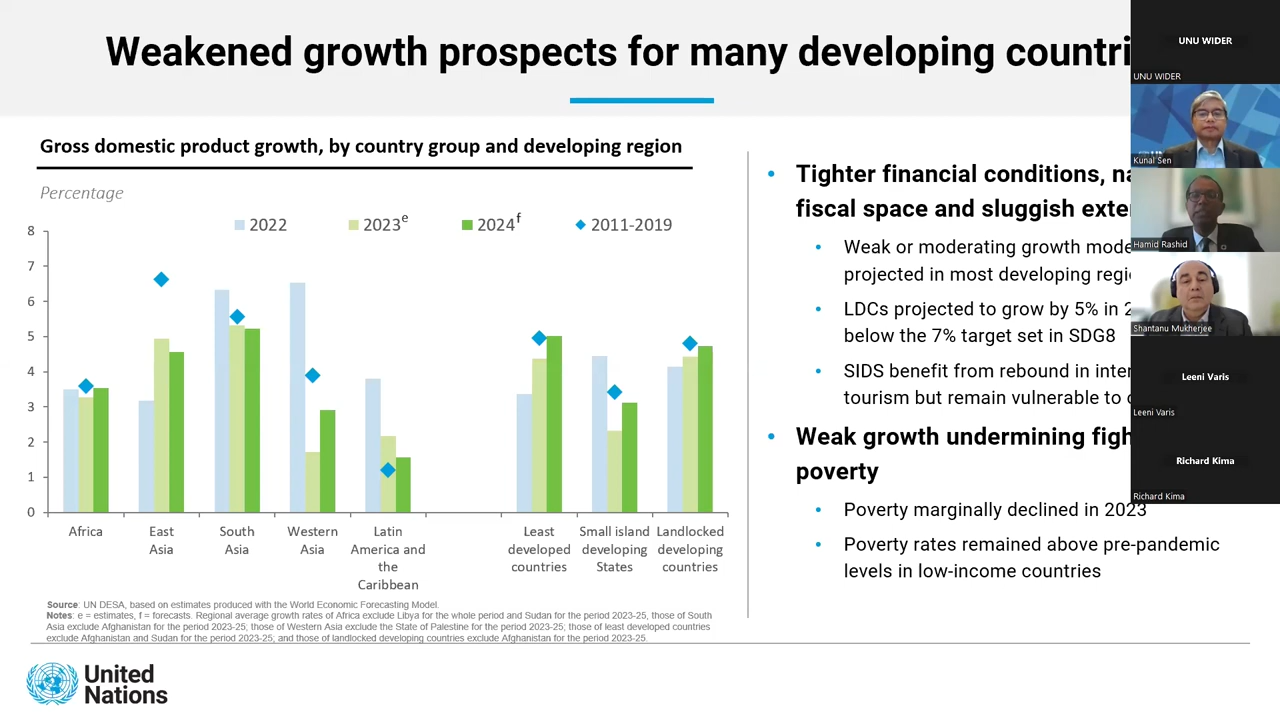 Weakened growth prospects for many developing
Gross domestic product growth, by country group and developing region
Percentage
2022
2023e
2024f
2011-2019
8
7
6
5
4
3
2
1
0
Africa
East
Asia
South
Asia
Western
Asia
Latin
America and
the
Caribbean
Least
developed
countries
Small island
developing
States
Landlocked
developing
countries
Source: UN DESA, based on estimates produced with the World Economic Forecasting Model.
Notes: e = estimates, f = forecasts. Regional average growth rates of Africa exclude Libya for the whole period and Sudan for the period 2023-25, those of South
Asia exclude Afghanistan for the period 2023-25; those of Western Asia exclude the State of Palestine for the period 2023-25; those of least developed countries
exclude Afghanistan and Sudan for the period 2023-25; and those of landlocked developing countries exclude Afghanistan for the period 2023-25.
• Tighter financial conditions,
fiscal space and sluggish
• Weak or moderating growth
projected in most developing
• LDCs projected to grow by 5% in
below the 7% target set in SDG8
• SIDS benefit from rebound in
tourism but remain vulnerable to
• Weak growth undermining
poverty
• Poverty marginally declined in 2023
• Poverty rates remained above pre-pandemic
levels in low-income countries
United
Nations
UNU WIDER
UNU WIDER
Kunal Sen
Hamid Rashid
Shantanu Mukherjee
Leeni Varis
Leeni Varis
Richard Kima
Richard Kima